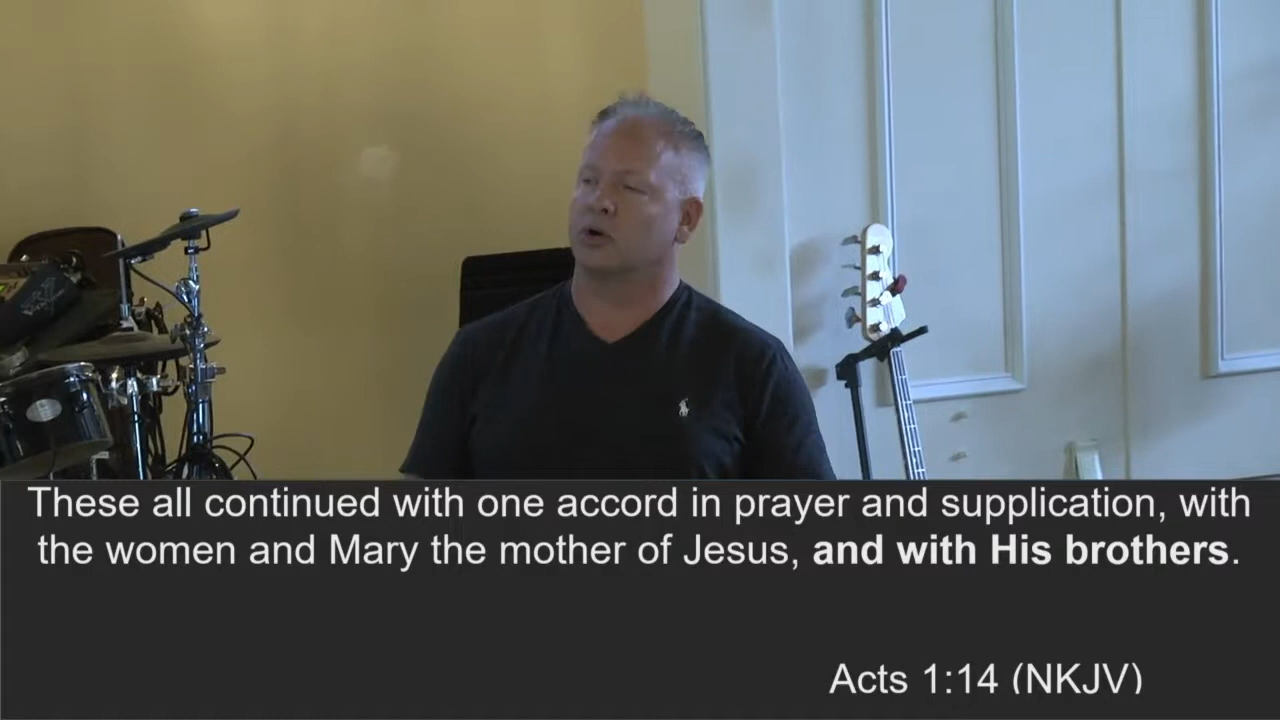 These all continued with one accord in prayer and supplication, with
the women and Mary the mother of Jesus, and with His brothers.
Acts 1:14 (NKJV)